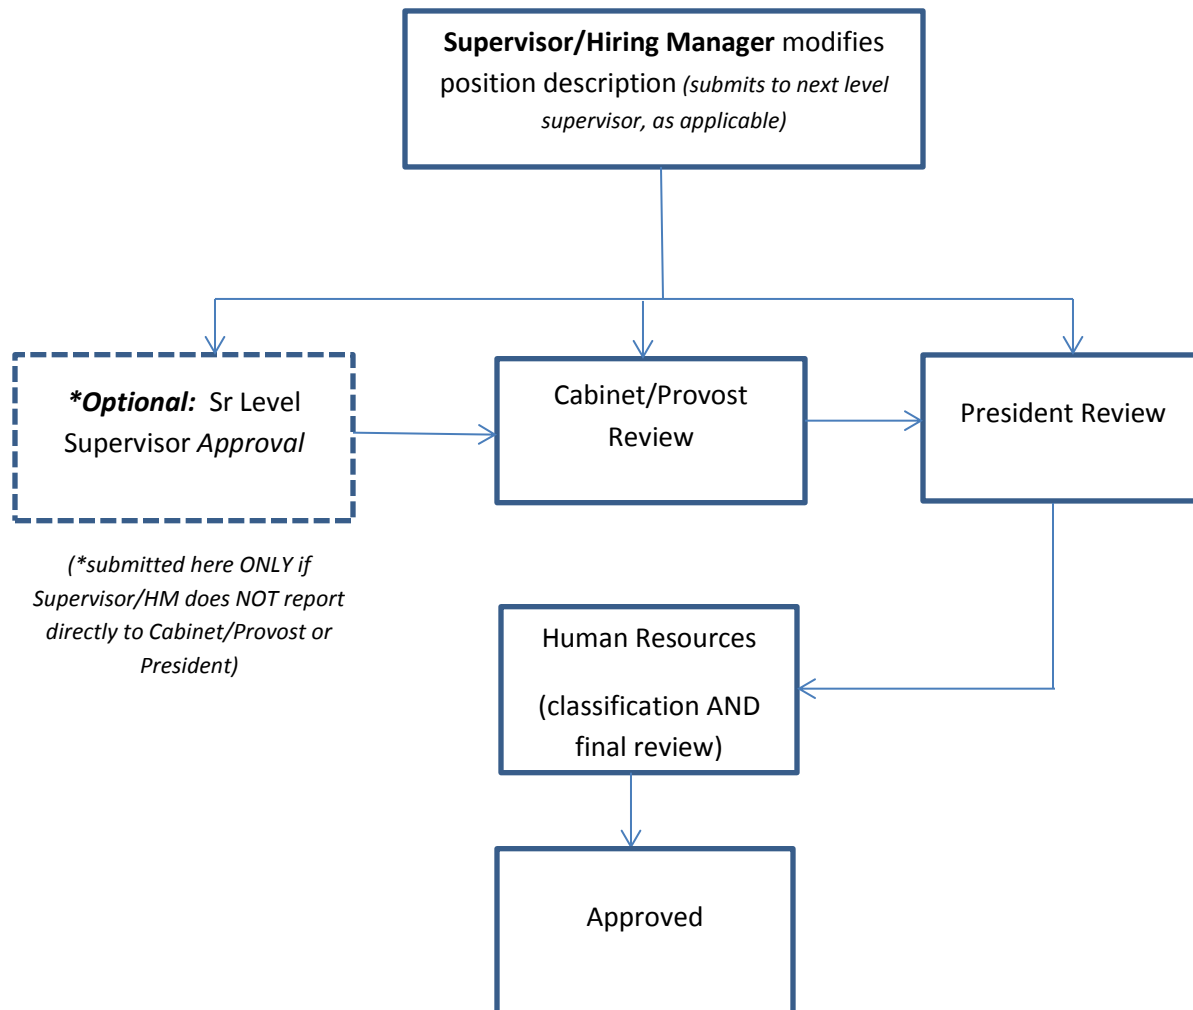 Supervisor/Hiring Manager modifies
position description (submits to next level
supervisor, as applicable)
*Optional: Sr Level
Supervisor Approval
Cabinet/Provost
Review
President Review
(*submitted here ONLY if
Supervisor/HM does NOT report
directly to Cabinet/Provost or
President)
Human Resources
(classification AND
final review)
Approved